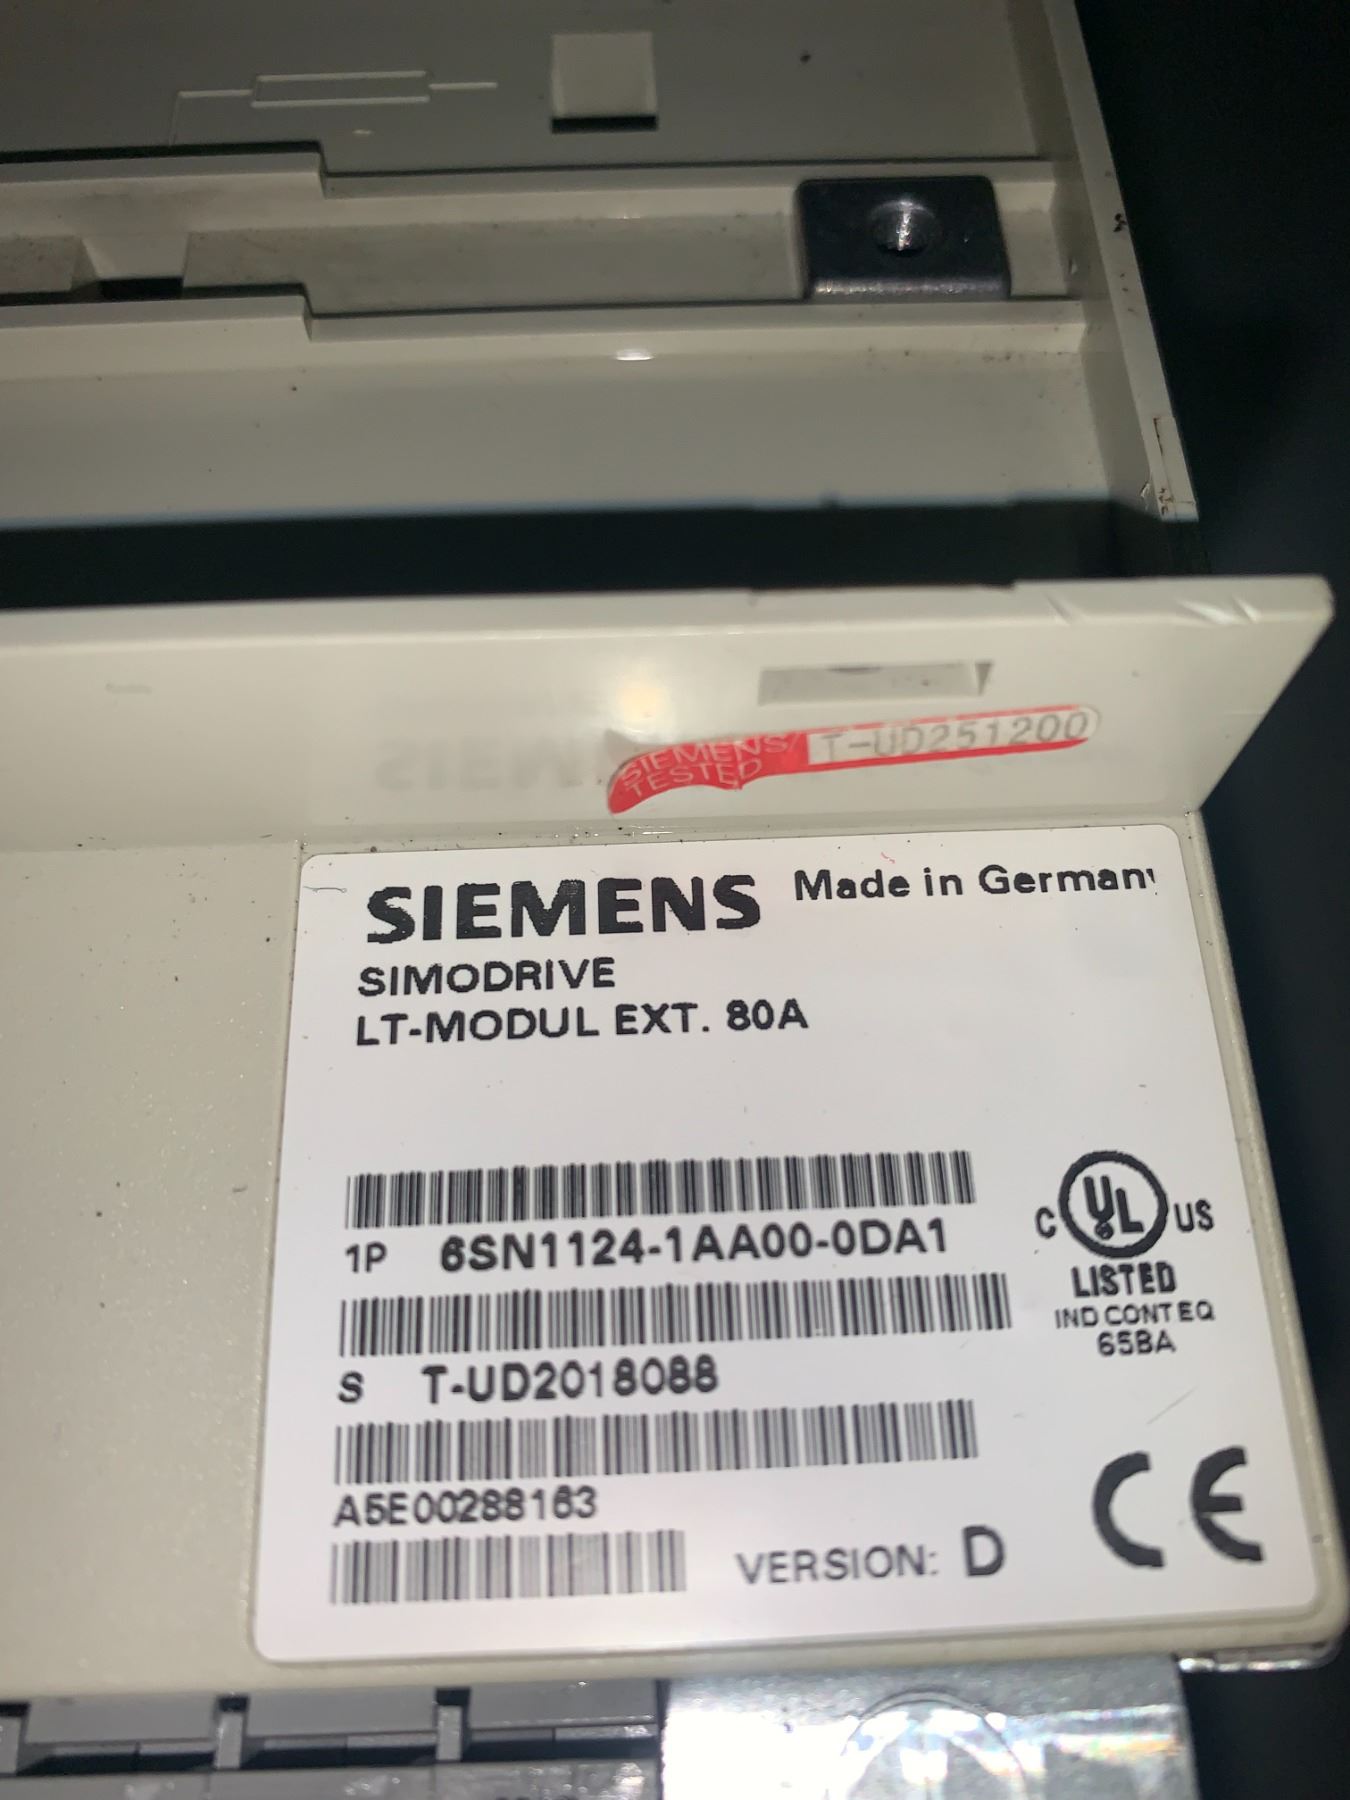 SIEMENS/ T-UD251200
TESTED
SIEMENS Made in Germany
SIMODRIVE
LT-MODUL EXT. 80A
1P 6SN1124-1AA00-0DA1
S T-UD2018088
A5E00288163
VERSION: D
C UL US
LISTED
IND CONT EQ
65BA
CE